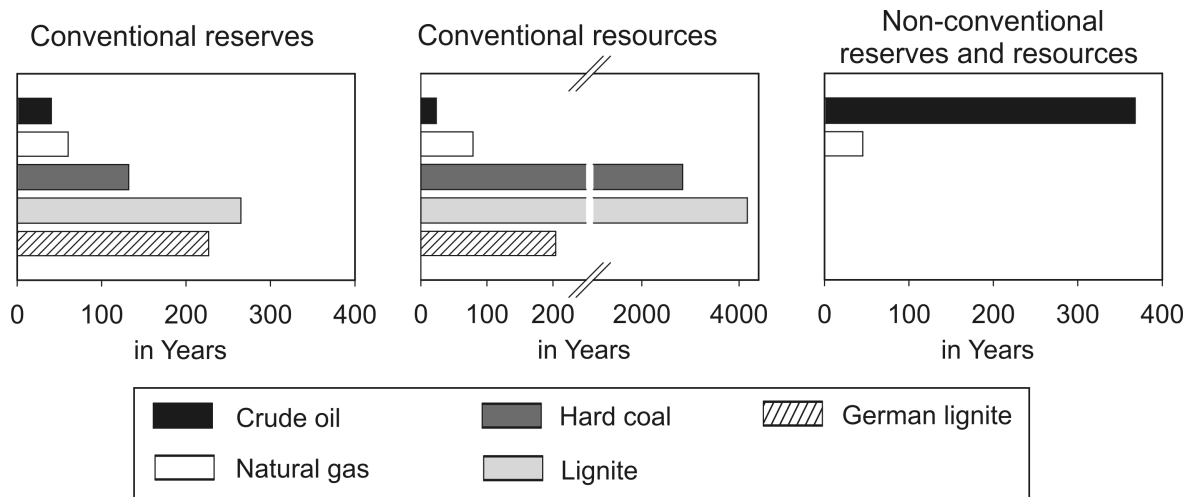 Conventional reserves
0 100 200 300 400
in Years
Conventional resources
0 100 200 2000 4000
in Years
Non-conventional
reserves and resources
0 100 200 300 400
in Years
Crude oil
Hard coal
German lignite
Natural gas
Lignite